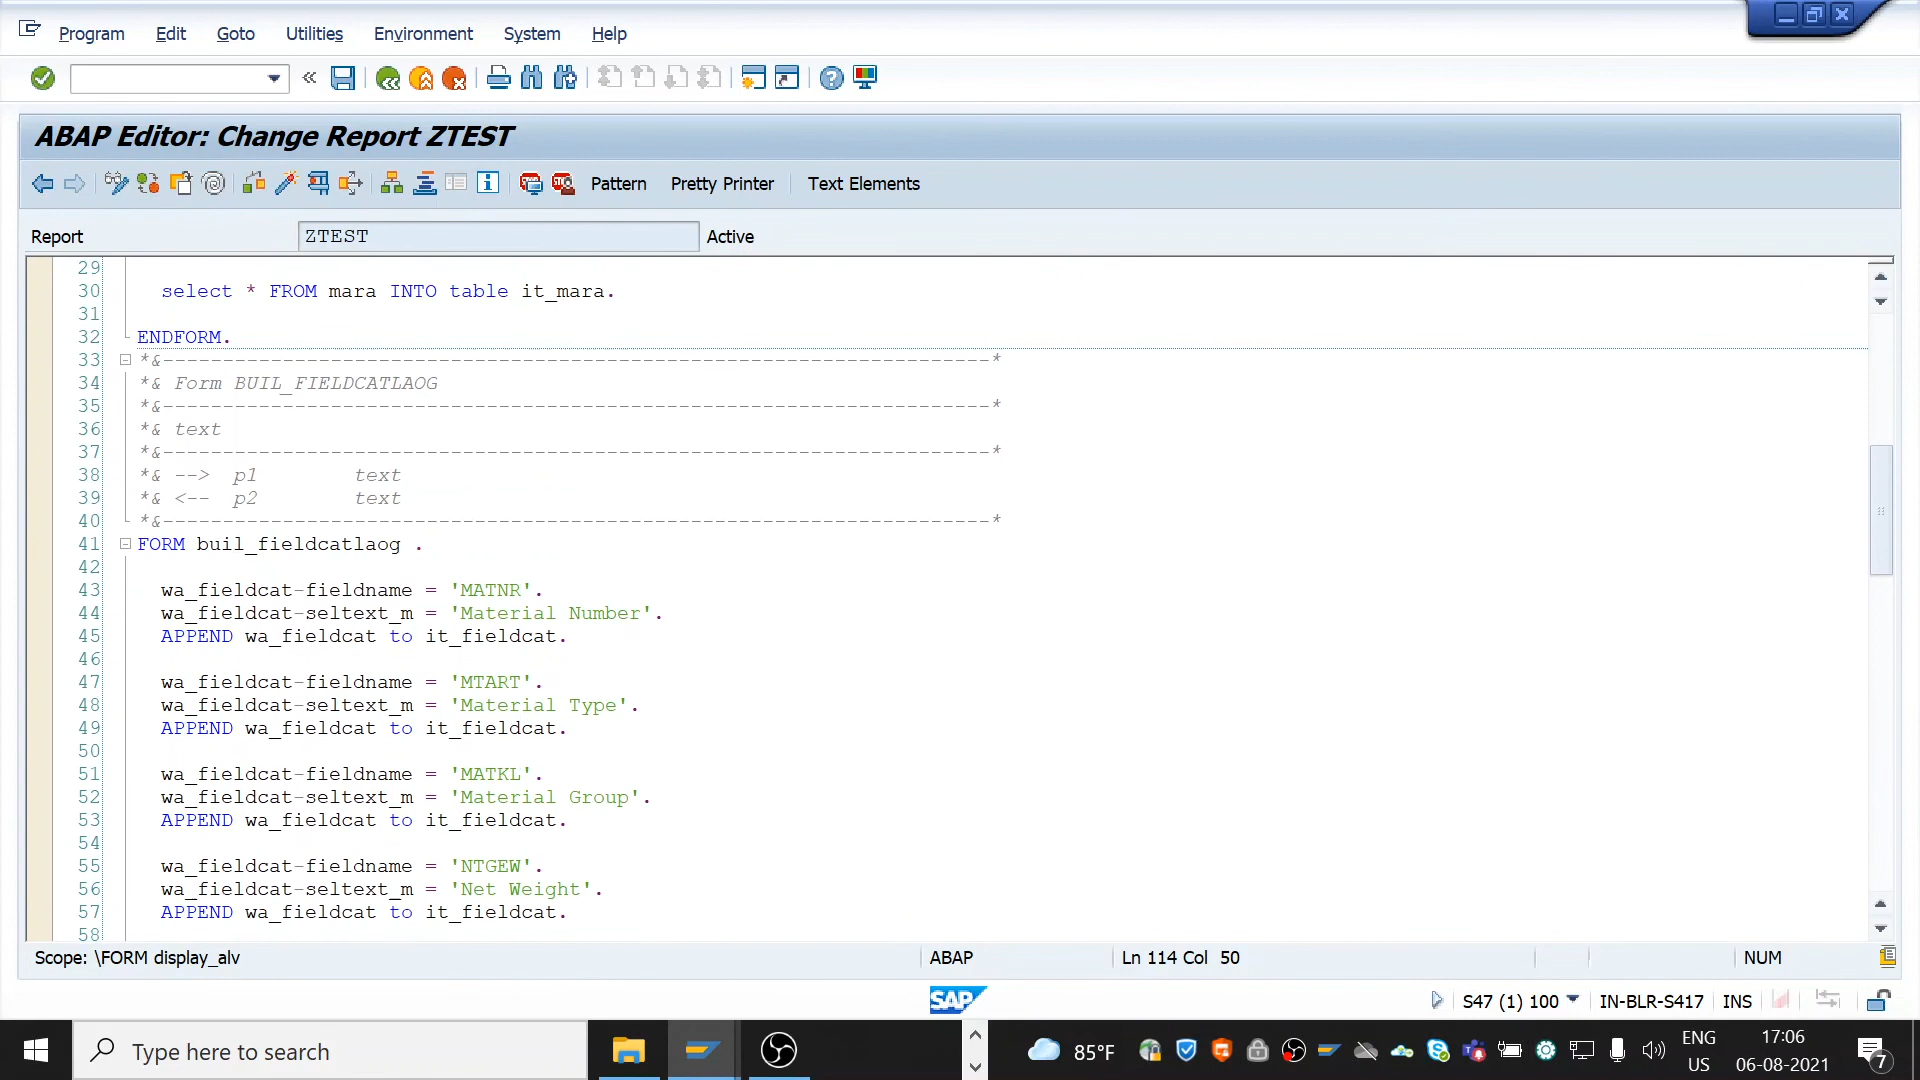 Program Edit Goto Utilities Environment System Help
ABAP Editor: Change Report ZTEST
Pattern Pretty Printer Text Elements
Report ZTEST Active
29
30 select * FROM mara INTO table it_mara.
31
32 ENDFORM.
33 *&---------------------------------------------------------------------*
34 *& Form BUIL_FIELDCATLAOG
35 *&---------------------------------------------------------------------*
36 *& text
37 *&---------------------------------------------------------------------*
38 *& --> p1 text
39 *& <-- p2 text
40 *&---------------------------------------------------------------------*
41 FORM buil_fieldcatlaog .
42
43 wa_fieldcat-fieldname = 'MATNR'.
44 wa_fieldcat-seltext_m = 'Material Number'.
45 APPEND wa_fieldcat to it_fieldcat.
46
47 wa_fieldcat-fieldname = 'MTART'.
48 wa_fieldcat-seltext_m = 'Material Type'.
49 APPEND wa_fieldcat to it_fieldcat.
50
51 wa_fieldcat-fieldname = 'MATKL'.
52 wa_fieldcat-seltext_m = 'Material Group'.
53 APPEND wa_fieldcat to it_fieldcat.
54
55 wa_fieldcat-fieldname = 'NTGEW'.
56 wa_fieldcat-seltext_m = 'Net Weight'.
57 APPEND wa_fieldcat to it_fieldcat.
58
Scope: \FORM display_alv ABAP Ln 114 Col 50 NUM
SAP S47 (1) 100 IN-BLR-S417 INS
Type here to search 85°F ENG 17:06
US 06-08-2021 7